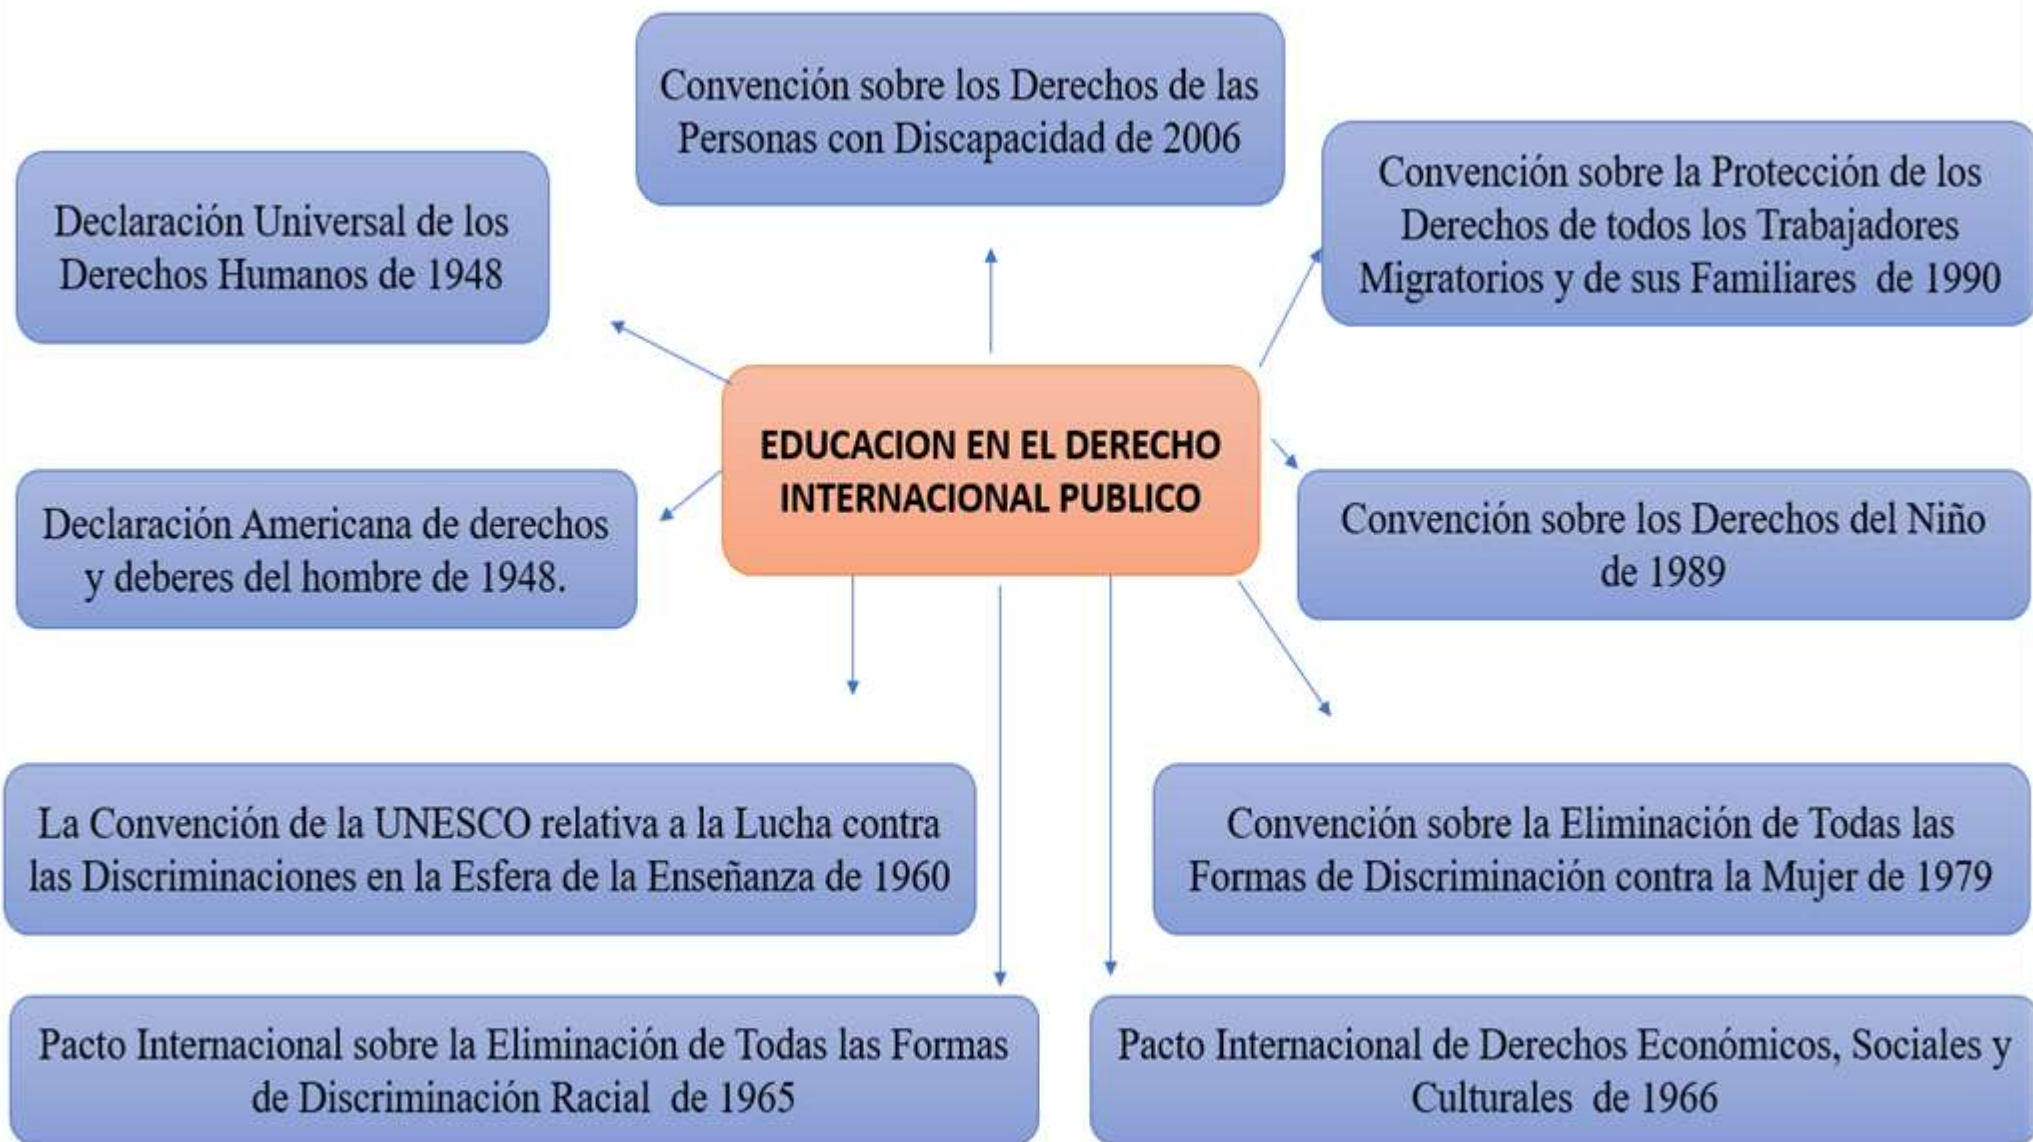 Convención sobre los Derechos de las
Personas con Discapacidad de 2006
Declaración Universal de los
Derechos Humanos de 1948
Convención sobre la Protección de los
Derechos de todos los Trabajadores
Migratorios y de sus Familiares de 1990
EDUCACION EN EL DERECHO
INTERNACIONAL PUBLICO
Declaración Americana de derechos
y deberes del hombre de 1948.
Convención sobre los Derechos del Niño
de 1989
La Convención de la UNESCO relativa a la Lucha contra
las Discriminaciones en la Esfera de la Enseñanza de 1960
Convención sobre la Eliminación de Todas las
Formas de Discriminación contra la Mujer de 1979
Pacto Internacional sobre la Eliminación de Todas las Formas
de Discriminación Racial de 1965
Pacto Internacional de Derechos Económicos, Sociales y
Culturales de 1966